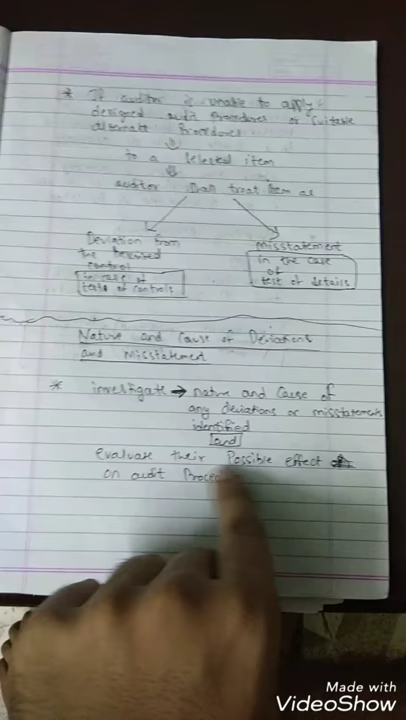 * If auditor is unable to apply
designed audit procedures or suitable
alternate Procedures
to a selected item
auditor shall treat item as
Deviation from
the prescribed
control
in case of
tests of controls
misstatement
in the case
of
test of details
Nature and Cause of Deviations
and misstatement
* investigate → nature and cause of
any deviations or misstatements
identified
and
evaluate their Possible effect
on audit
Made with
VideoShow